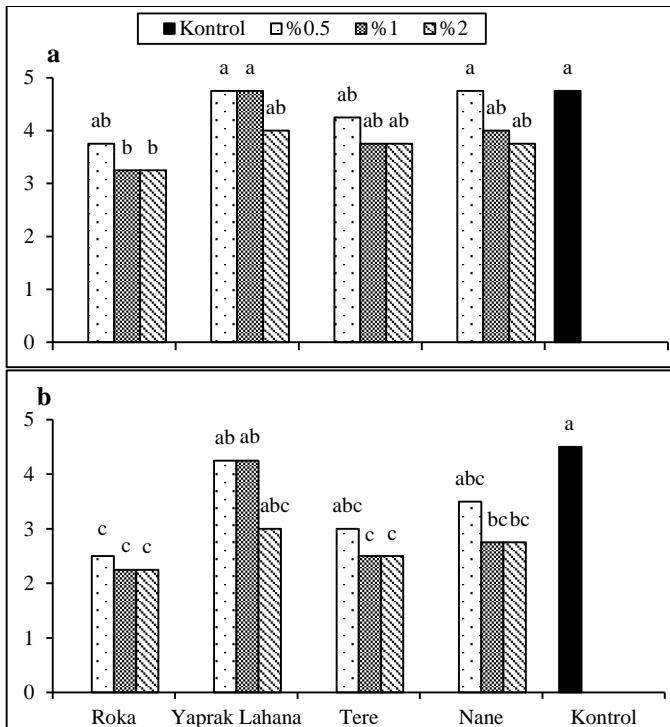 Kontrol %0.5 %1 %2
a
5
4
3
2
1
0
ab b b
a a ab
ab ab ab
a ab ab
a
b
5
4
3
2
1
0
c c c
ab ab abc
abc c c
abc bc bc
a
Roka Yaprak Lahana Tere Nane Kontrol